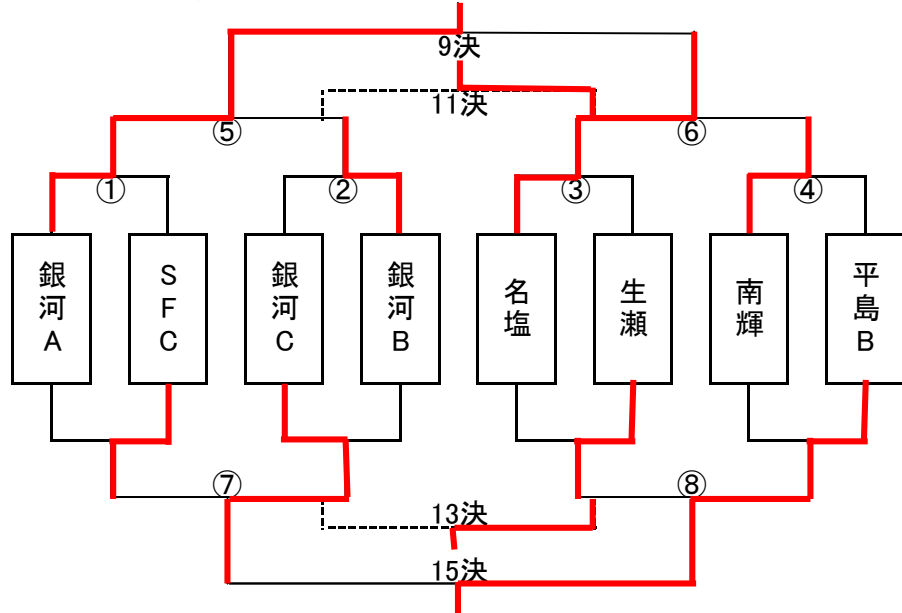 9決
11決
⑤
⑥
①
②
③
④
銀河A
SFC
銀河C
銀河B
名塩
生瀬
南輝
平島B
⑦
⑧
13決
15決